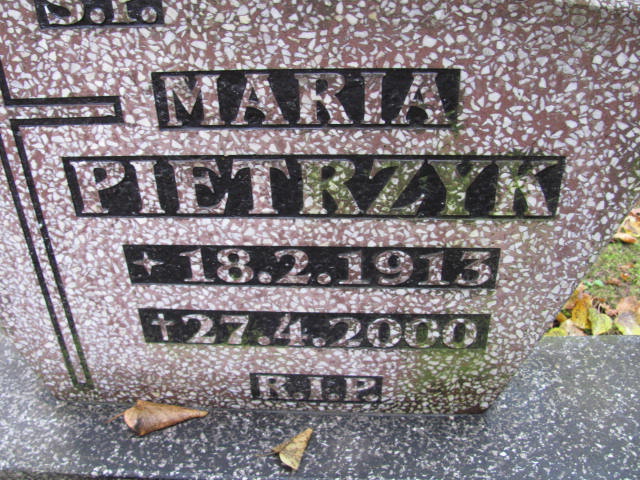 Ś.P.
MARIA
PIETRZYK
* 18.2.1913
† 27.4.2000
R.I.P.